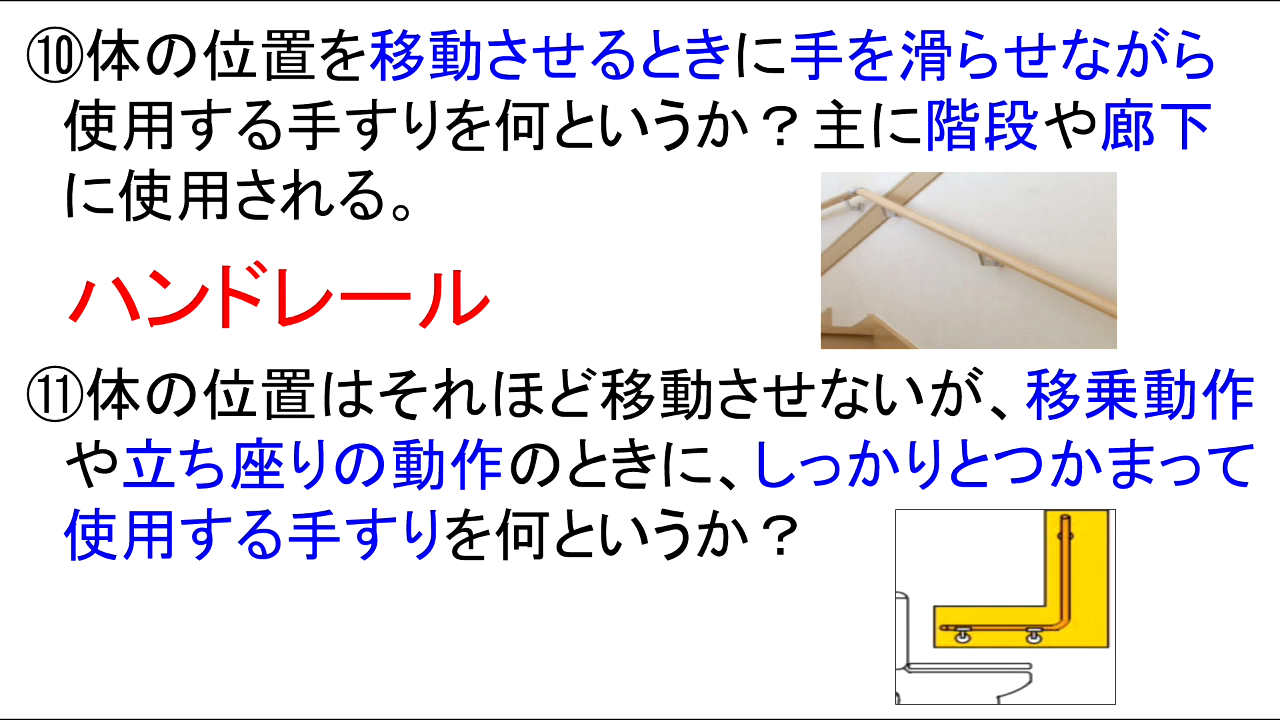 ⑩体の位置を移動させるときに手を滑らせながら
使用する手すりを何というか？主に階段や廊下
に使用される。
ハンドレール
⑪体の位置はそれほど移動させないが、移乗動作
や立ち座りの動作のときに、しっかりとつかまって
使用する手すりを何というか？